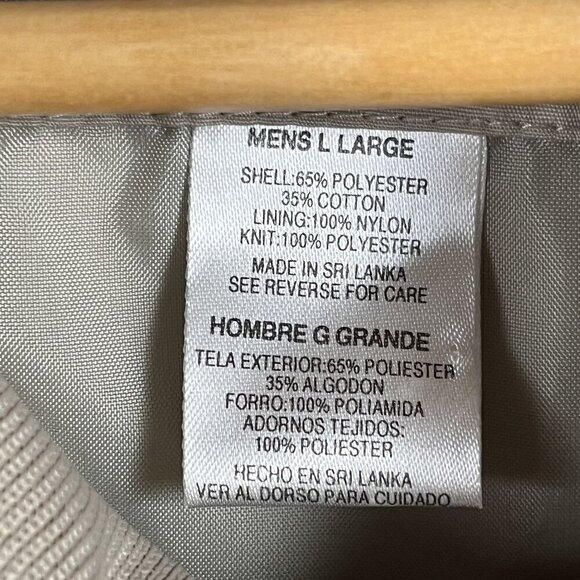 MENS L LARGE
SHELL:65% POLYESTER
35% COTTON
LINING:100% NYLON
KNIT:100% POLYESTER
MADE IN SRI LANKA
SEE REVERSE FOR CARE
HOMBRE G GRANDE
TELA EXTERIOR:65% POLIESTER
35% ALGODON
FORRO:100% POLIAMIDA
ADORNOS TEJIDOS:
100% POLIESTER
HECHO EN SRI LANKA
VER AL DORSO PARA CUIDADO